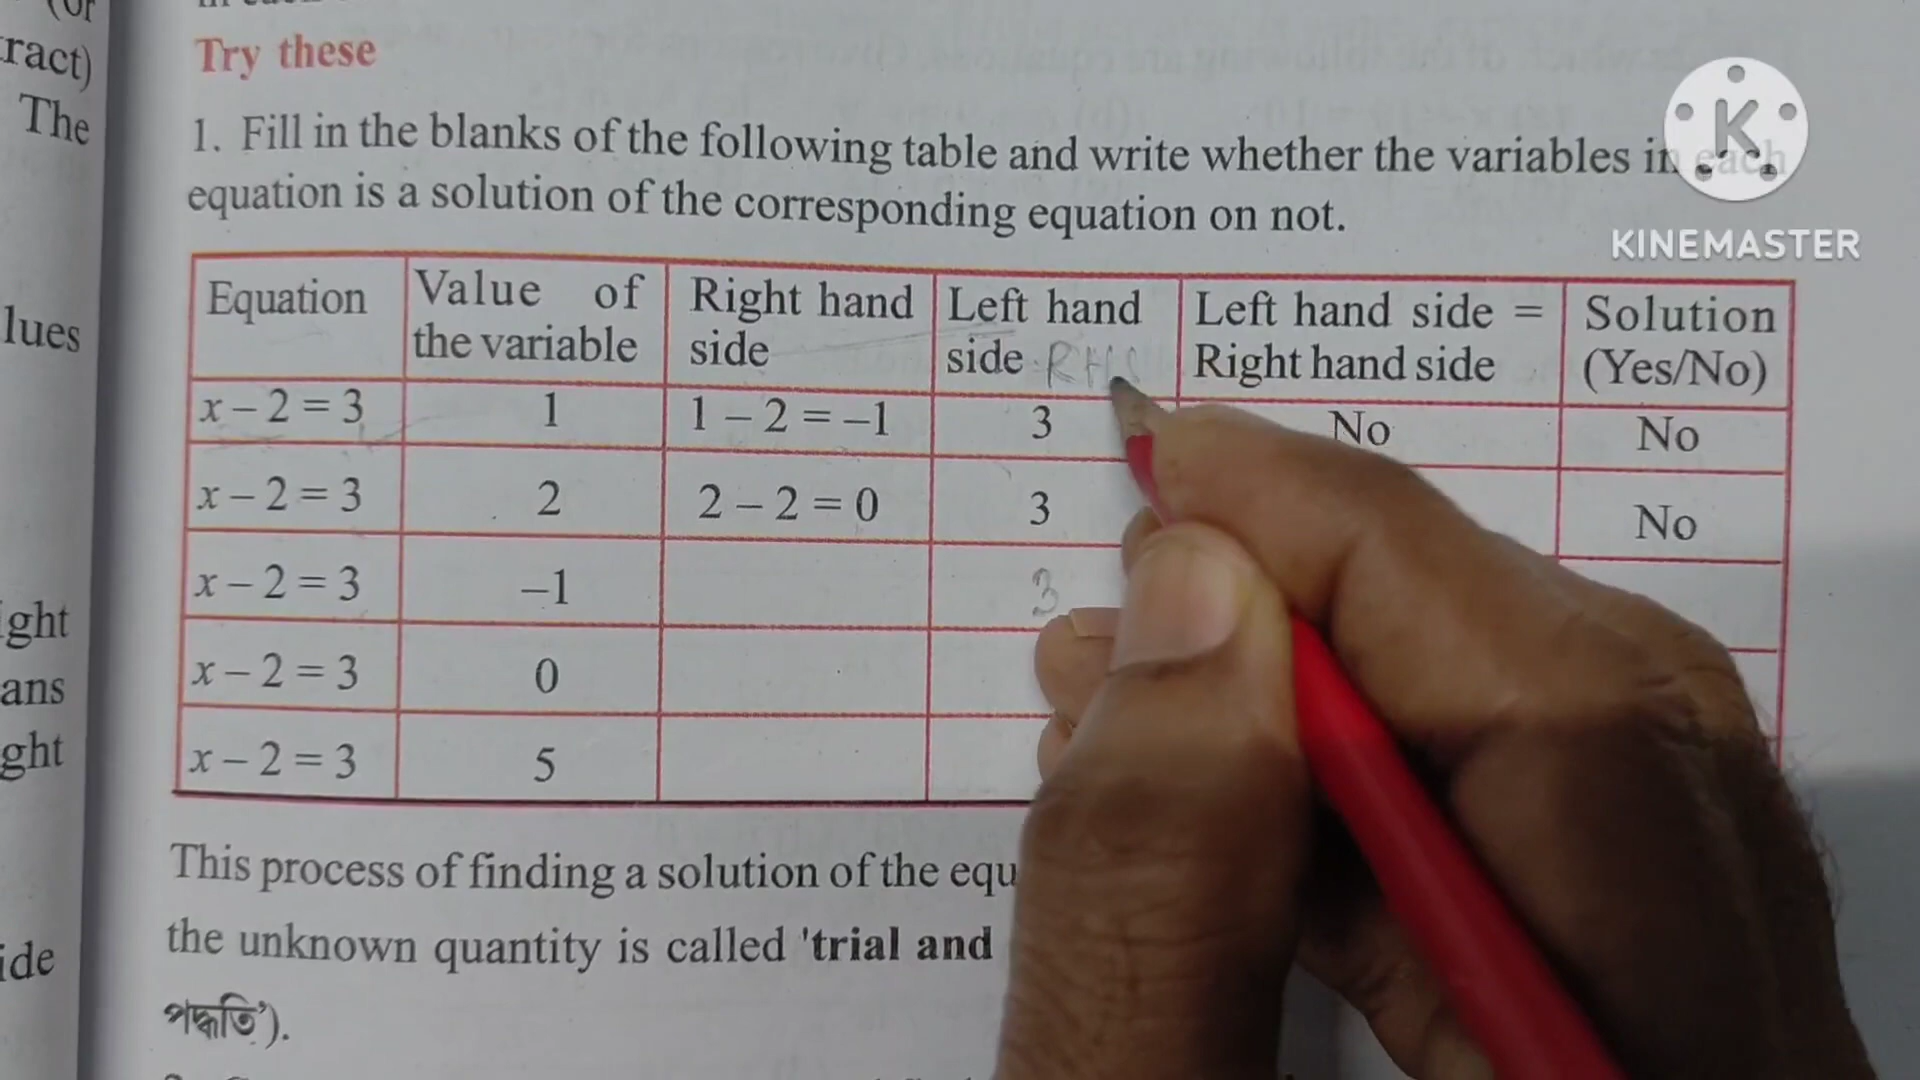 ract)
The
lues
ight
ans
ght
ide
Try these
1. Fill in the blanks of the following table and write whether the variables in each
equation is a solution of the corresponding equation on not.
Equation Value of the variable Right hand side Left hand side RHS Left hand side = Right hand side Solution (Yes/No)
x – 2 = 3 1 1 – 2 = –1 3 No No
x – 2 = 3 2 2 – 2 = 0 3 No
x – 2 = 3 –1 3
x – 2 = 3 0
x – 2 = 3 5
This process of finding a solution of the equ
the unknown quantity is called 'trial and
পদ্ধতি’).
K
KINEMASTER